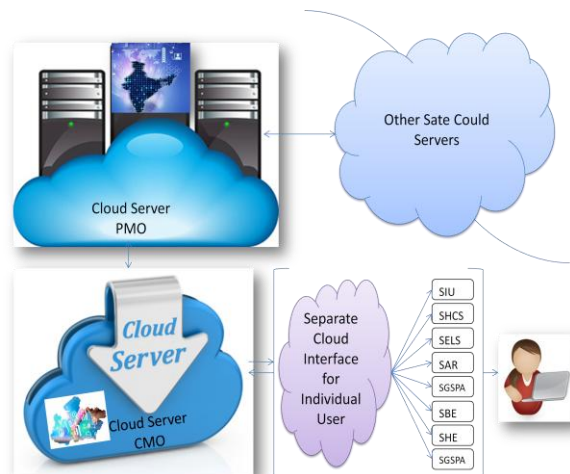 Other Sate Could
Servers
Cloud Server
PMO
Cloud
Server
Cloud Server
CMO
Separate
Cloud
Interface
for
Individual
User
SIU
SHCS
SELS
SAR
SGSPA
SBE
SHE
SGSPA